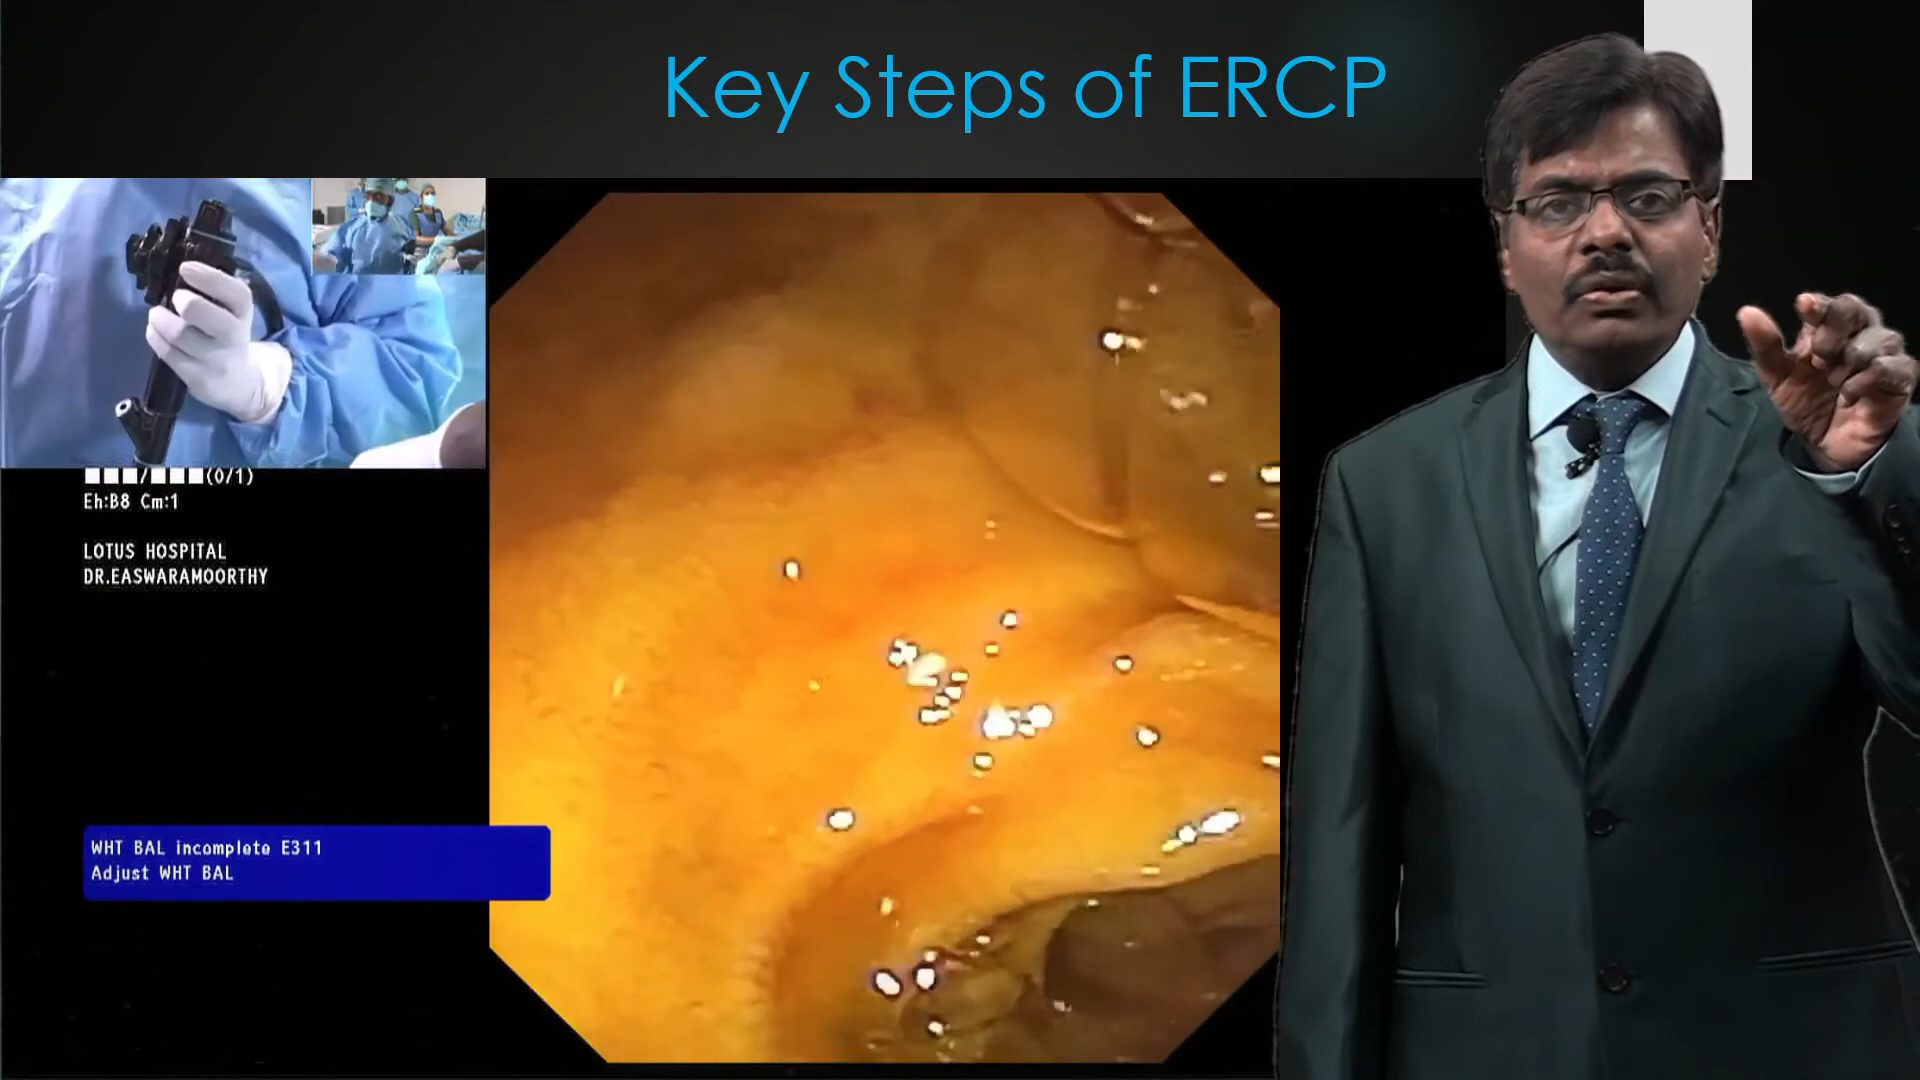 Key Steps of ERCP
■■■/■■■(0/1)
Eh:B8 Cm:1
LOTUS HOSPITAL
DR.EASWARAMOORTHY
WHT BAL incomplete E311
Adjust WHT BAL